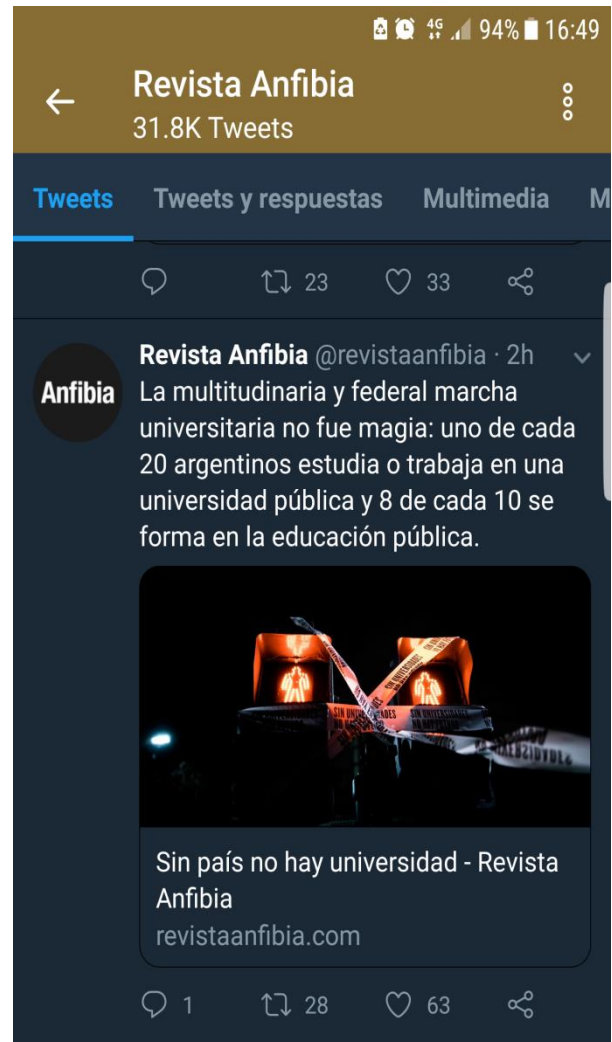 4G 94% 16:49
Revista Anfibia
31.8K Tweets
Tweets Tweets y respuestas Multimedia M
23 33
Revista Anfibia @revistaanfibia · 2h
Anfibia
La multitudinaria y federal marcha
universitaria no fue magia: uno de cada
20 argentinos estudia o trabaja en una
universidad pública y 8 de cada 10 se
forma en la educación pública.
SIN UNIVERSIDADES
Sin país no hay universidad - Revista
Anfibia
revistaanfibia.com
1 28 63